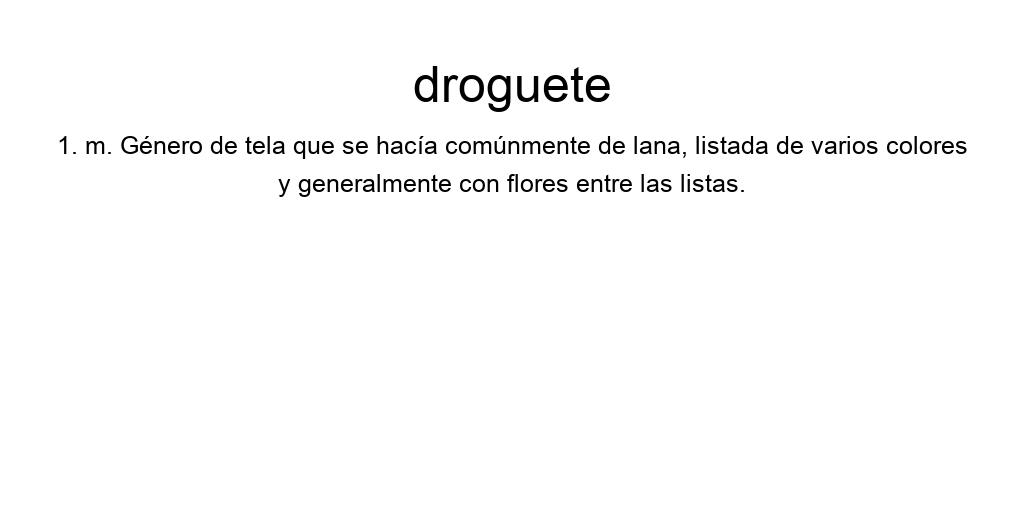 droguete
1. m. Género de tela que se hacía comúnmente de lana, listada de varios colores
y generalmente con flores entre las listas.